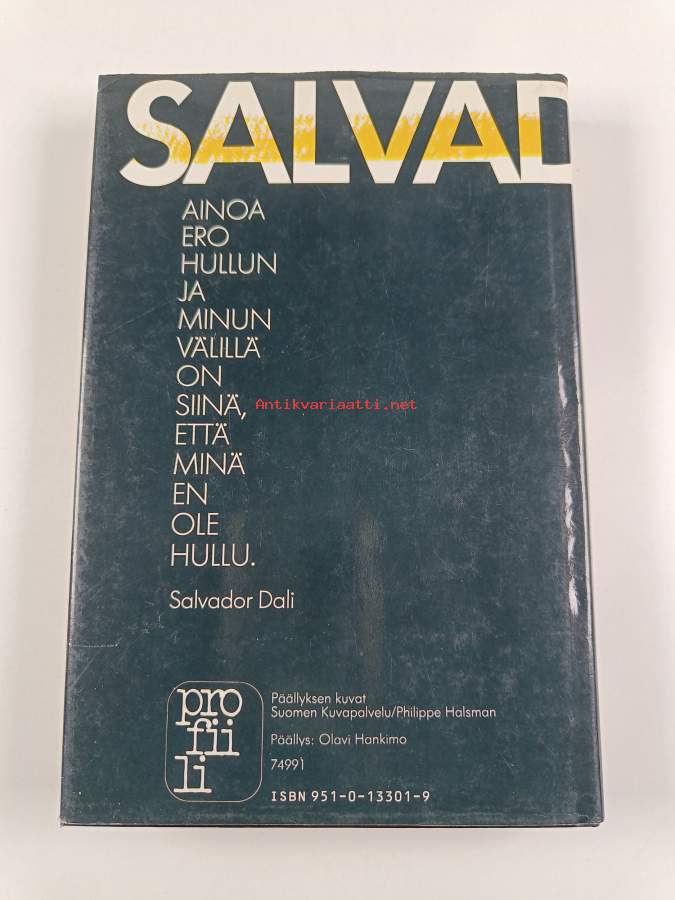 SALVAD
AINOA
ERO
HULLUN
JA
MINUN
VÄLILLÄ
ON
SIINÄ,
ETTÄ
MINÄ
EN
OLE
HULLU.
Salvador Dali
Antikvariaatti.net
pro
fii
li
Päällyksen kuvat
Suomen Kuvapalvelu/Philippe Halsman
Päällys: Olavi Hankimo
74991
ISBN 951-0-13301-9